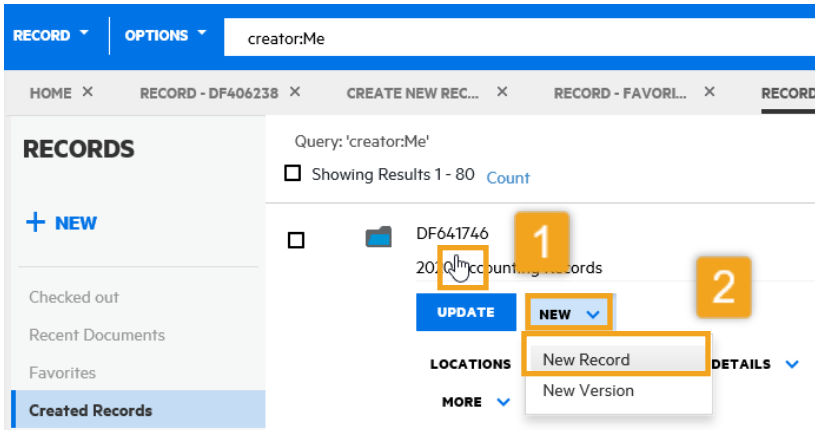 RECORD OPTIONS creator:Me
HOME × RECORD - DF406238 × CREATE NEW REC... × RECORD - FAVORI... × RECORD
RECORDS
+ NEW
Checked out
Recent Documents
Favorites
Created Records
Query: 'creator:Me'
Showing Results 1 - 80 Count
DF641746
1
Records
UPDATE NEW
2
New Record
New Version
LOCATIONS DETAILS
MORE